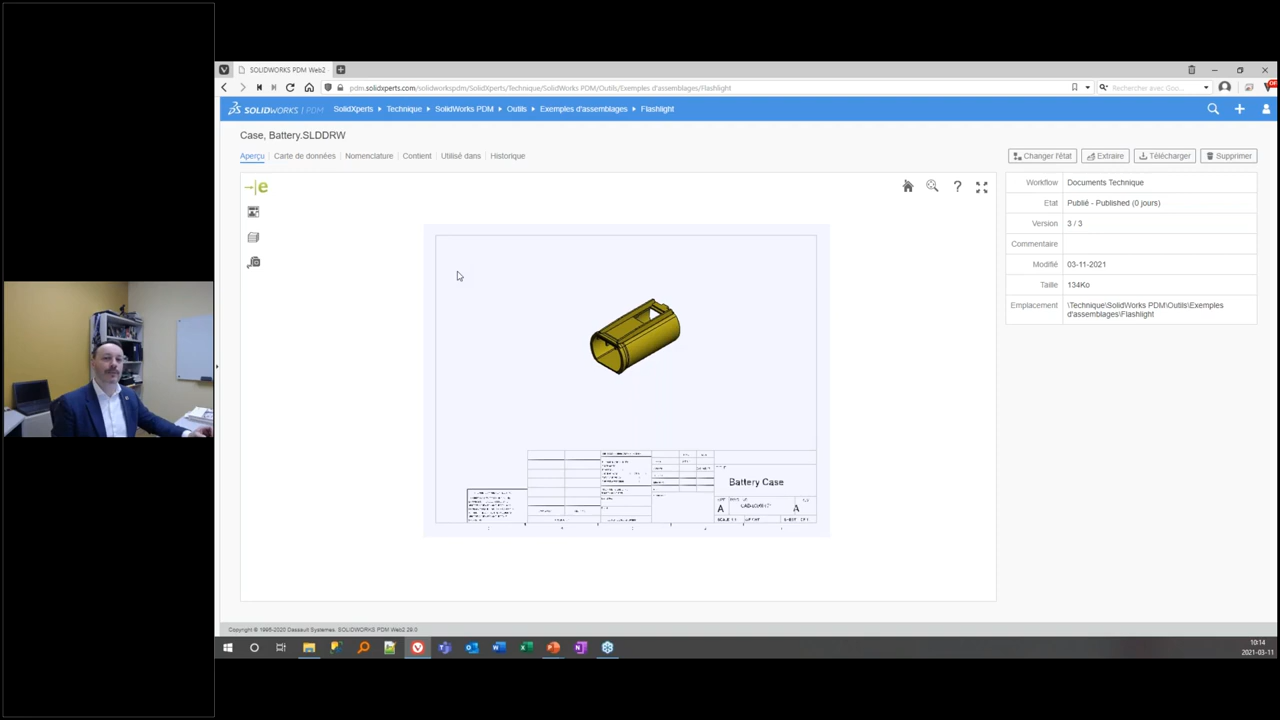 SOLIDWORKS PDM Web2
pdm.solidxperts.com/solidworkspdm/SolidXperts/Technique/SolidWorks PDM/Outils/Exemples d'assemblages/Flashlight
Rechercher avec Goo...
SOLIDWORKS | PDM SolidXperts Technique SolidWorks PDM Outils Exemples d'assemblages Flashlight
Case, Battery.SLDDRW
Aperçu Carte de données Nomenclature Contient Utilisé dans Historique
Changer l'état Extraire Télécharger Supprimer
Workflow Documents Technique
Etat Publié - Published (0 jours)
Version 3 / 3
Commentaire
Modifié 03-11-2021
Taille 134Ko
Emplacement \Technique\SolidWorks PDM\Outils\Exemples
d'assemblages\Flashlight
Battery Case
A A
Copyright © 1995-2020 Dassault Systemes, SOLIDWORKS PDM Web2 29.0
10:14
2021-03-11